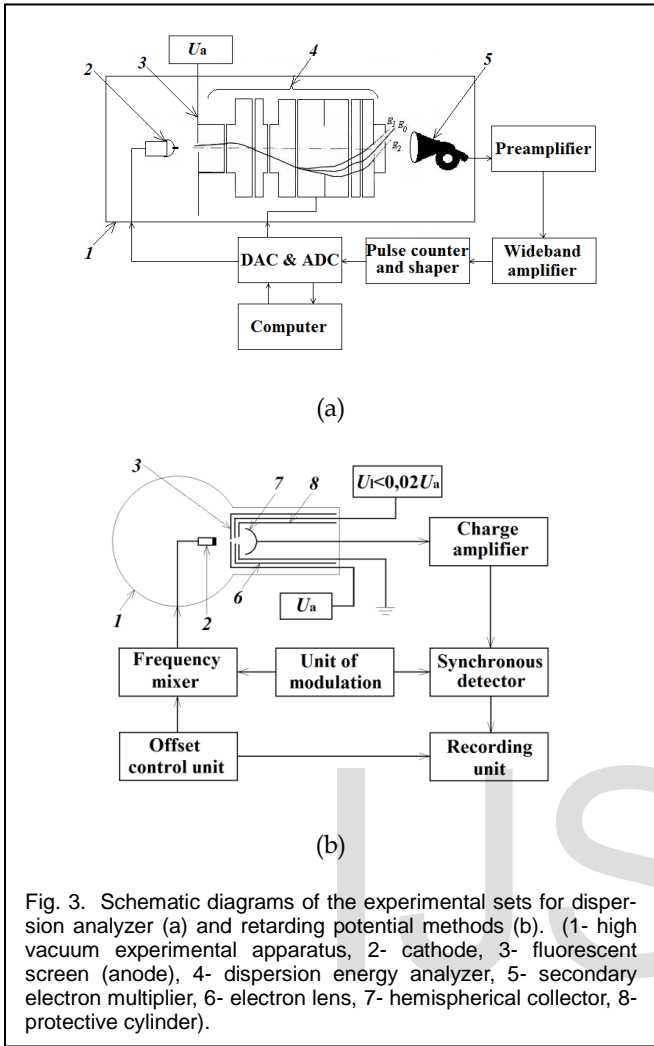 Ua
2
3
4
5
E1
E0
E2
Preamplifier
1
DAC & ADC
Pulse counter
and shaper
Wideband
amplifier
Computer
(a)
3
7
8
Ul<0,02Ua
Charge
amplifier
6
1
2
Ua
Frequency
mixer
Unit of
modulation
Synchronous
detector
Offset
control unit
Recording
unit
(b)
IJS
Fig. 3. Schematic diagrams of the experimental sets for disper-
sion analyzer (a) and retarding potential methods (b). (1- high
vacuum experimental apparatus, 2- cathode, 3- fluorescent
screen (anode), 4- dispersion energy analyzer, 5- secondary
electron multiplier, 6- electron lens, 7- hemispherical collector, 8-
protective cylinder).